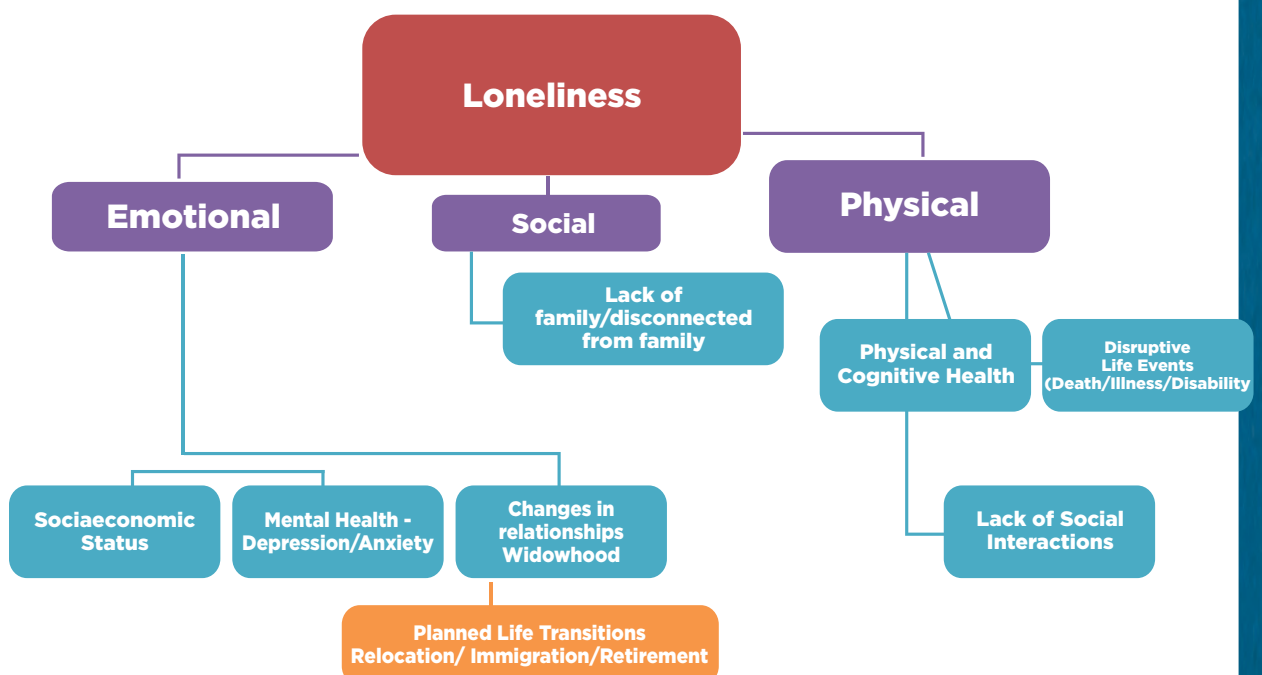 Loneliness
Emotional
Social
Physical
Lack of
family/disconnected
from family
Physical and
Cognitive Health
Disruptive
Life Events
(Death/Illness/Disability
Sociaeconomic
Status
Mental Health -
Depression/Anxiety
Changes in
relationships
Widowhood
Lack of Social
Interactions
Planned Life Transitions
Relocation/ Immigration/Retirement